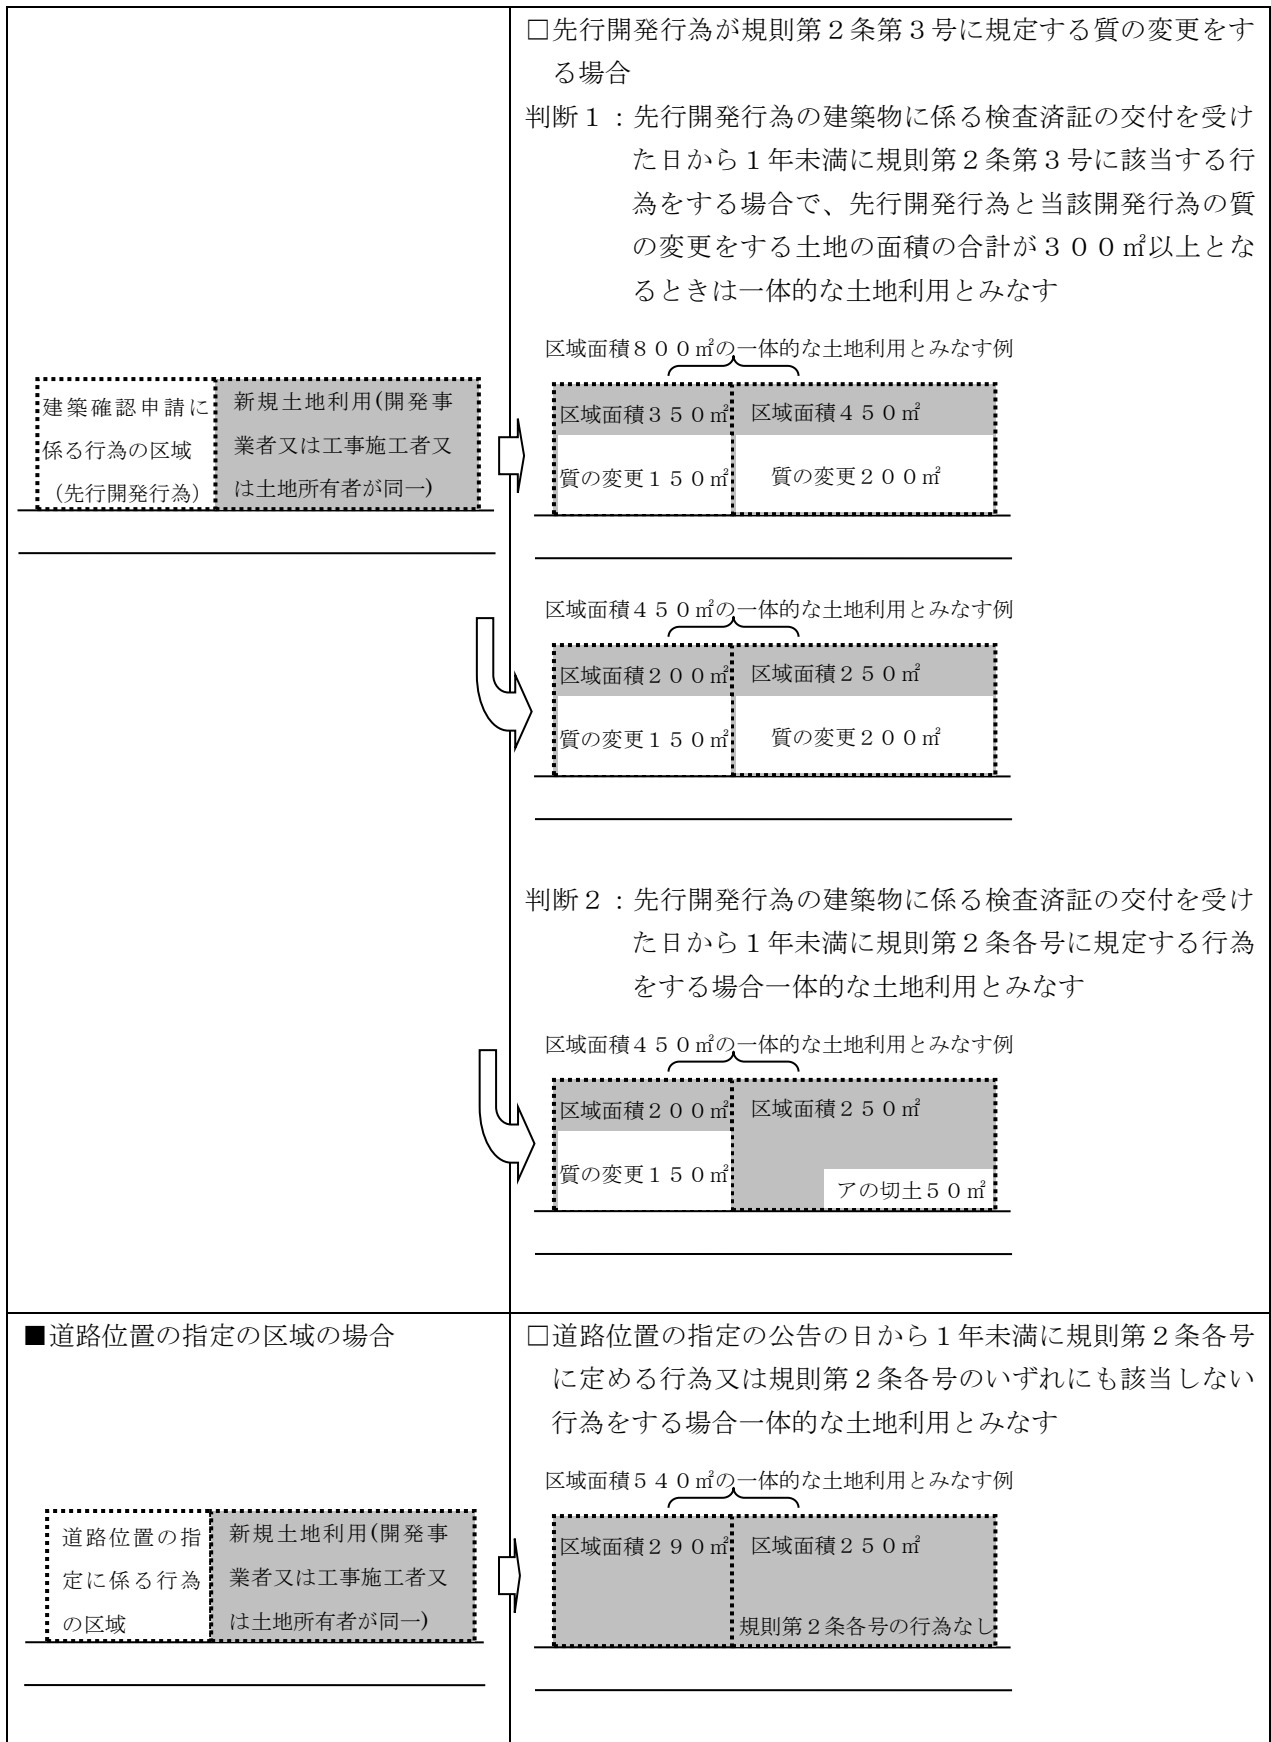 □先行開発行為が規則第２条第３号に規定する質の変更をす
る場合
判断１：先行開発行為の建築物に係る検査済証の交付を受け
た日から１年未満に規則第２条第３号に該当する行
為をする場合で、先行開発行為と当該開発行為の質
の変更をする土地の面積の合計が３００㎡以上とな
るときは一体的な土地利用とみなす
建築確認申請に
係る行為の区域
（先行開発行為）
新規土地利用(開発事
業者又は工事施工者又
は土地所有者が同一)
区域面積８００㎡の一体的な土地利用とみなす例
区域面積３５０㎡
区域面積４５０㎡
質の変更１５０㎡
質の変更２００㎡
区域面積４５０㎡の一体的な土地利用とみなす例
区域面積２００㎡
区域面積２５０㎡
質の変更１５０㎡
質の変更２００㎡
判断２：先行開発行為の建築物に係る検査済証の交付を受け
た日から１年未満に規則第２条各号に規定する行為
をする場合一体的な土地利用とみなす
区域面積４５０㎡の一体的な土地利用とみなす例
区域面積２００㎡
区域面積２５０㎡
質の変更１５０㎡
アの切土５０㎡
■道路位置の指定の区域の場合
□道路位置の指定の公告の日から１年未満に規則第２条各号
に定める行為又は規則第２条各号のいずれにも該当しない
行為をする場合一体的な土地利用とみなす
道路位置の指
定に係る行為
の区域
新規土地利用(開発事
業者又は工事施工者又
は土地所有者が同一)
区域面積５４０㎡の一体的な土地利用とみなす例
区域面積２９０㎡
区域面積２５０㎡
規則第２条各号の行為なし